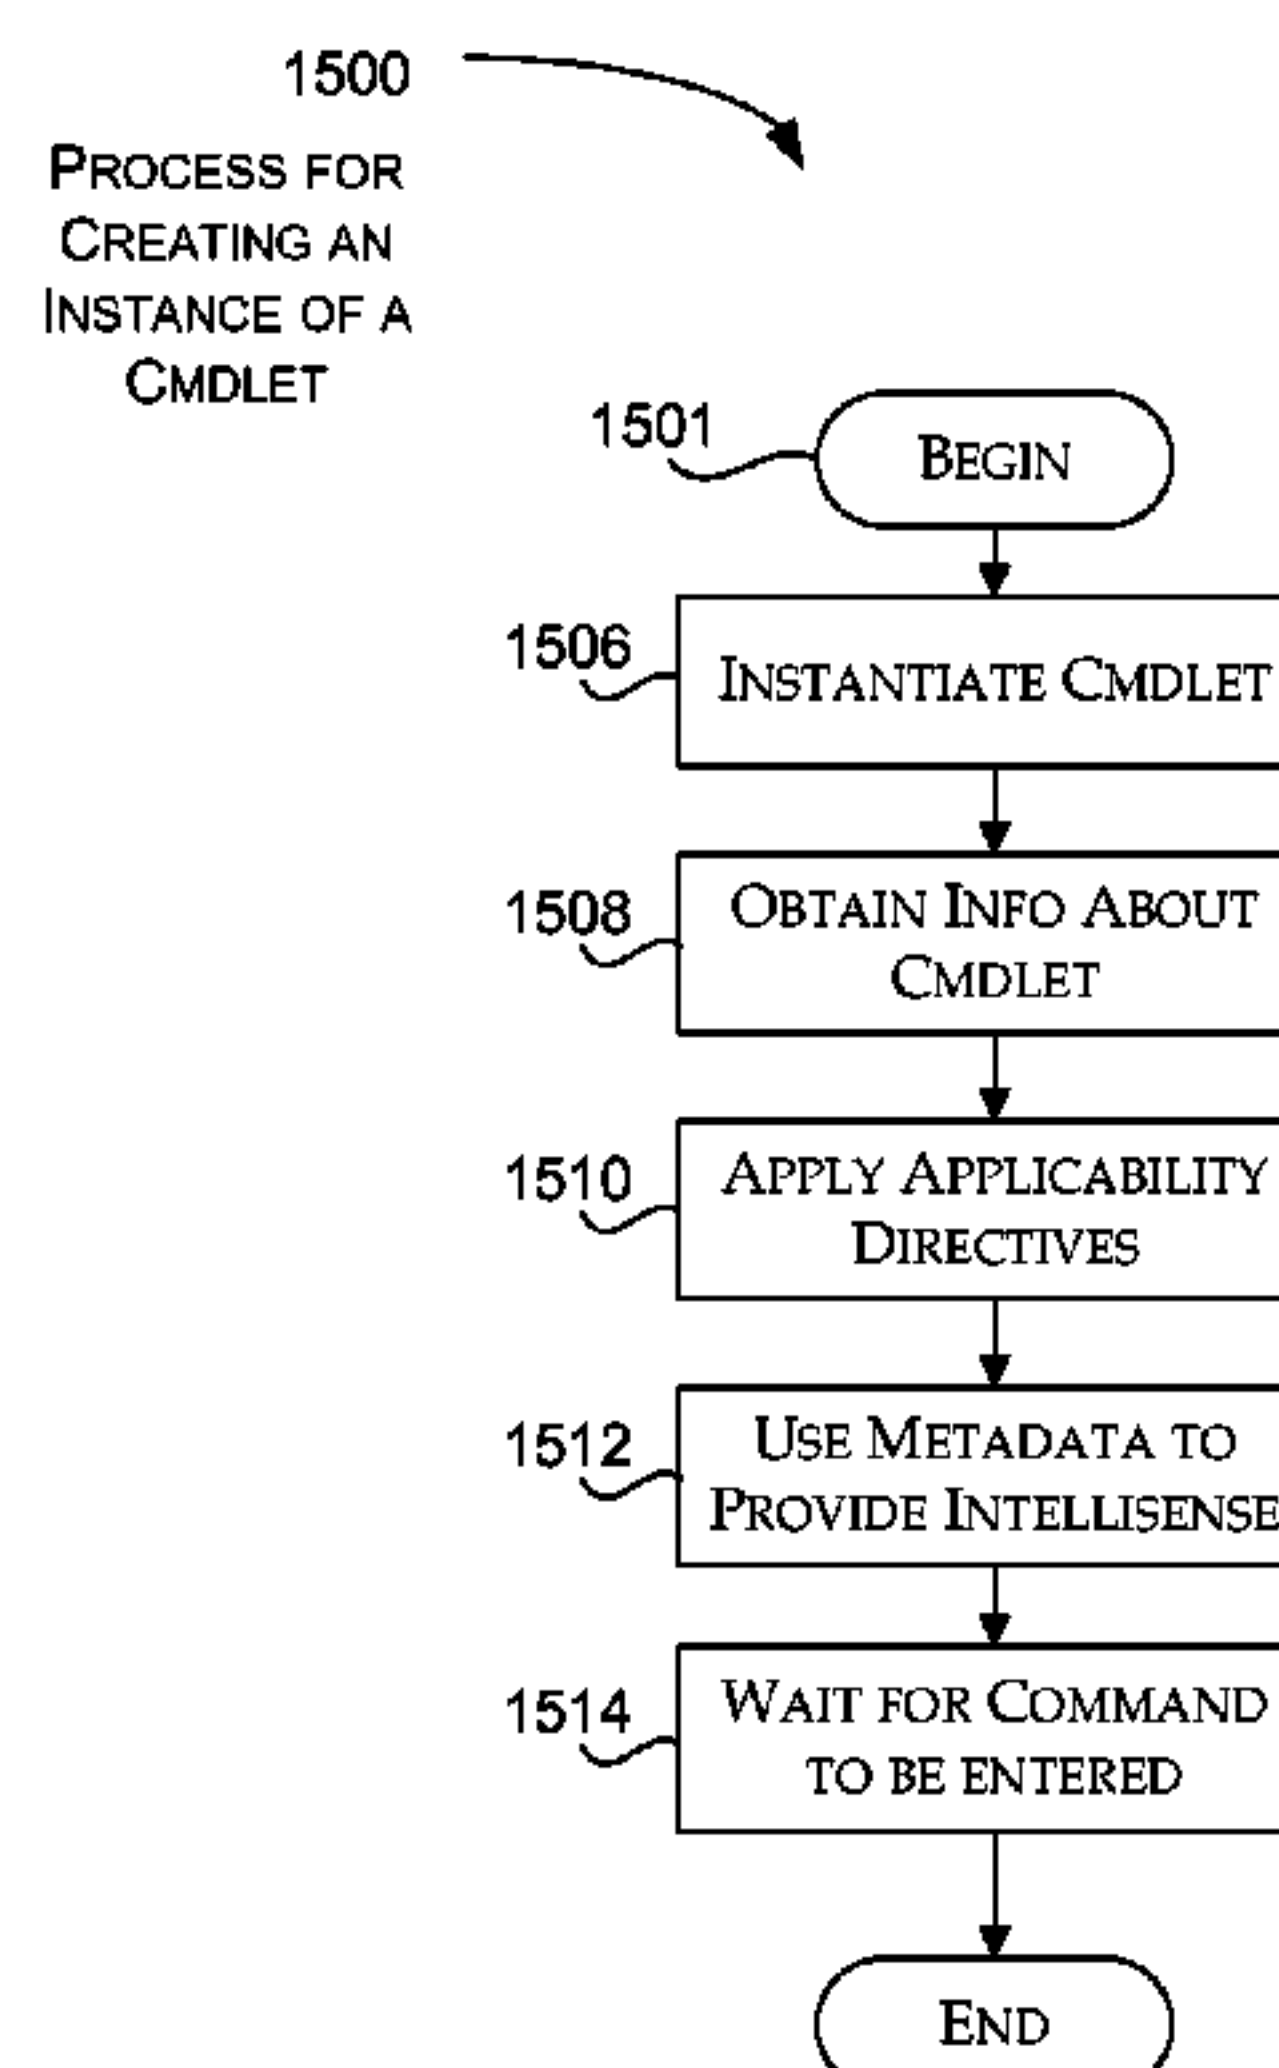 1500
PROCESS FOR
CREATING AN
INSTANCE OF A
CMDLET
1501
BEGIN
1506
INSTANTIATE CMDLET
1508
OBTAIN INFO ABOUT
CMDLET
1510
APPLY APPLICABILITY
DIRECTIVES
1512
USE METADATA TO
PROVIDE INTELLISENSE
1514
WAIT FOR COMMAND
TO BE ENTERED
END